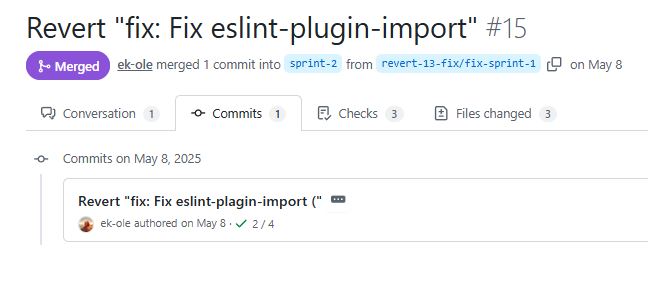 Revert "fix: Fix eslint-plugin-import" #15
Merged ek-ole merged 1 commit into sprint-2 from revert-13-fix/fix-sprint-1 on May 8
Conversation 1 Commits 1 Checks 3 Files changed 3
Commits on May 8, 2025
Revert "fix: Fix eslint-plagin-import (" ...
ek-ole authored on May 8 · 2 / 4